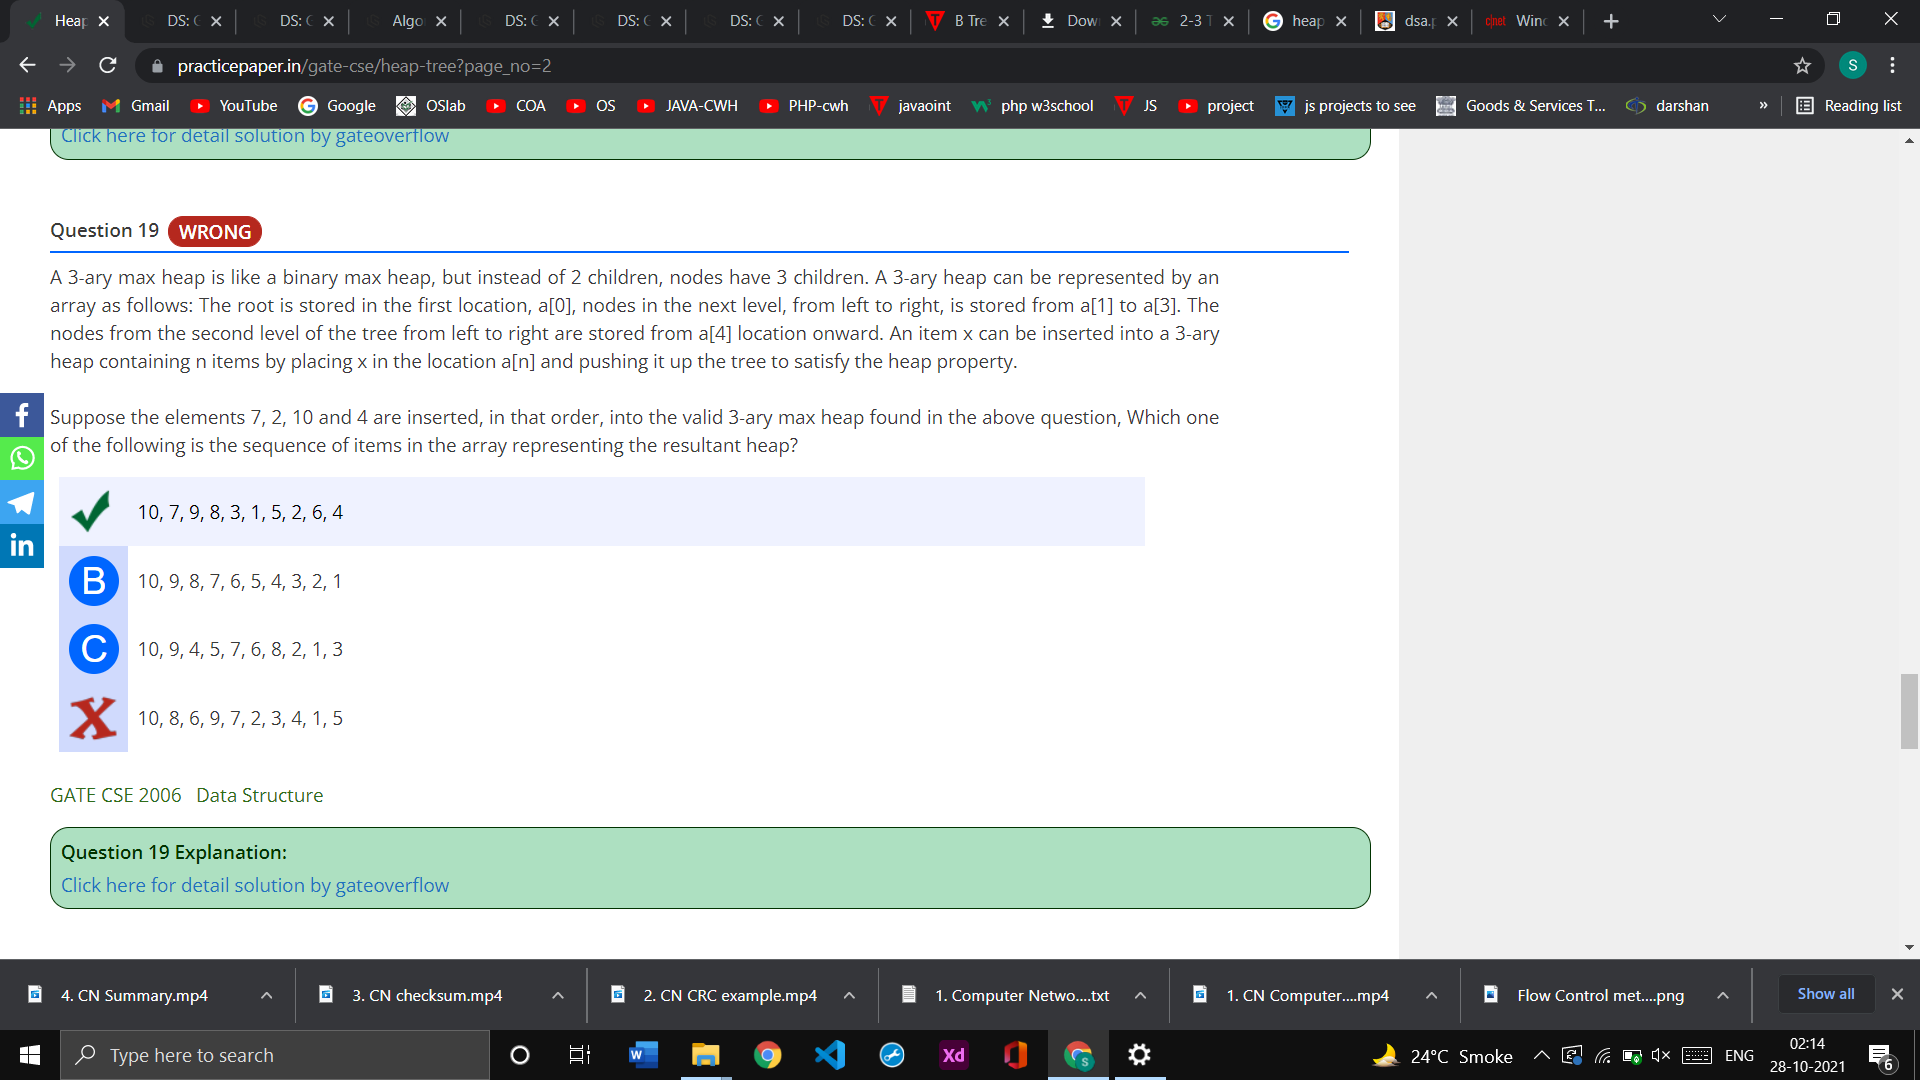 Heap
DS: C
DS: C
Algo
DS: C
DS: C
DS: C
DS: C
B Tre
Dow
2-3 T
heap
dsa.p
cjnet Wind
practicepaper.in/gate-cse/heap-tree?page_no=2
S
Apps
Gmail
YouTube
Google
OSlab
COA
OS
JAVA-CWH
PHP-cwh
javaoint
php w3school
JS
project
js projects to see
Goods & Services T...
darshan
»
Reading list
Click here for detail solution by gateoverflow
Question 19 WRONG
A 3-ary max heap is like a binary max heap, but instead of 2 children, nodes have 3 children. A 3-ary heap can be represented by an
array as follows: The root is stored in the first location, a[0], nodes in the next level, from left to right, is stored from a[1] to a[3]. The
nodes from the second level of the tree from left to right are stored from a[4] location onward. An item x can be inserted into a 3-ary
heap containing n items by placing x in the location a[n] and pushing it up the tree to satisfy the heap property.
Suppose the elements 7, 2, 10 and 4 are inserted, in that order, into the valid 3-ary max heap found in the above question, Which one
of the following is the sequence of items in the array representing the resultant heap?
10, 7, 9, 8, 3, 1, 5, 2, 6, 4
B 10, 9, 8, 7, 6, 5, 4, 3, 2, 1
C 10, 9, 4, 5, 7, 6, 8, 2, 1, 3
10, 8, 6, 9, 7, 2, 3, 4, 1, 5
GATE CSE 2006 Data Structure
Question 19 Explanation:
Click here for detail solution by gateoverflow
4. CN Summary.mp4
3. CN checksum.mp4
2. CN CRC example.mp4
1. Computer Netwo....txt
1. CN Computer....mp4
Flow Control met....png
Show all
Type here to search
Xd
24°C Smoke
ENG
02:14
28-10-2021
6